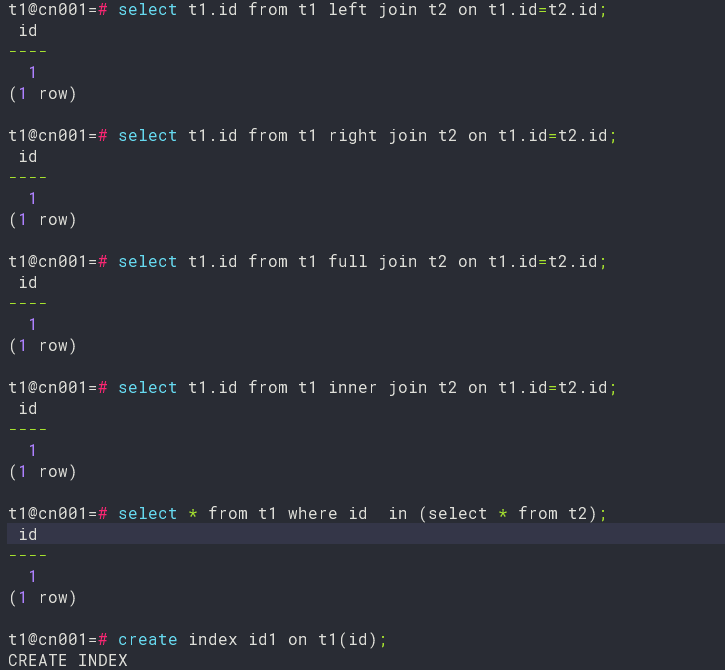 t1@cn001=# select t1.id from t1 left join t2 on t1.id=t2.id;
 id
----
  1
(1 row)

t1@cn001=# select t1.id from t1 right join t2 on t1.id=t2.id;
 id
----
  1
(1 row)

t1@cn001=# select t1.id from t1 full join t2 on t1.id=t2.id;
 id
----
  1
(1 row)

t1@cn001=# select t1.id from t1 inner join t2 on t1.id=t2.id;
 id
----
  1
(1 row)

t1@cn001=# select * from t1 where id  in (select * from t2);
 id
----
  1
(1 row)

t1@cn001=# create index id1 on t1(id);
CREATE INDEX